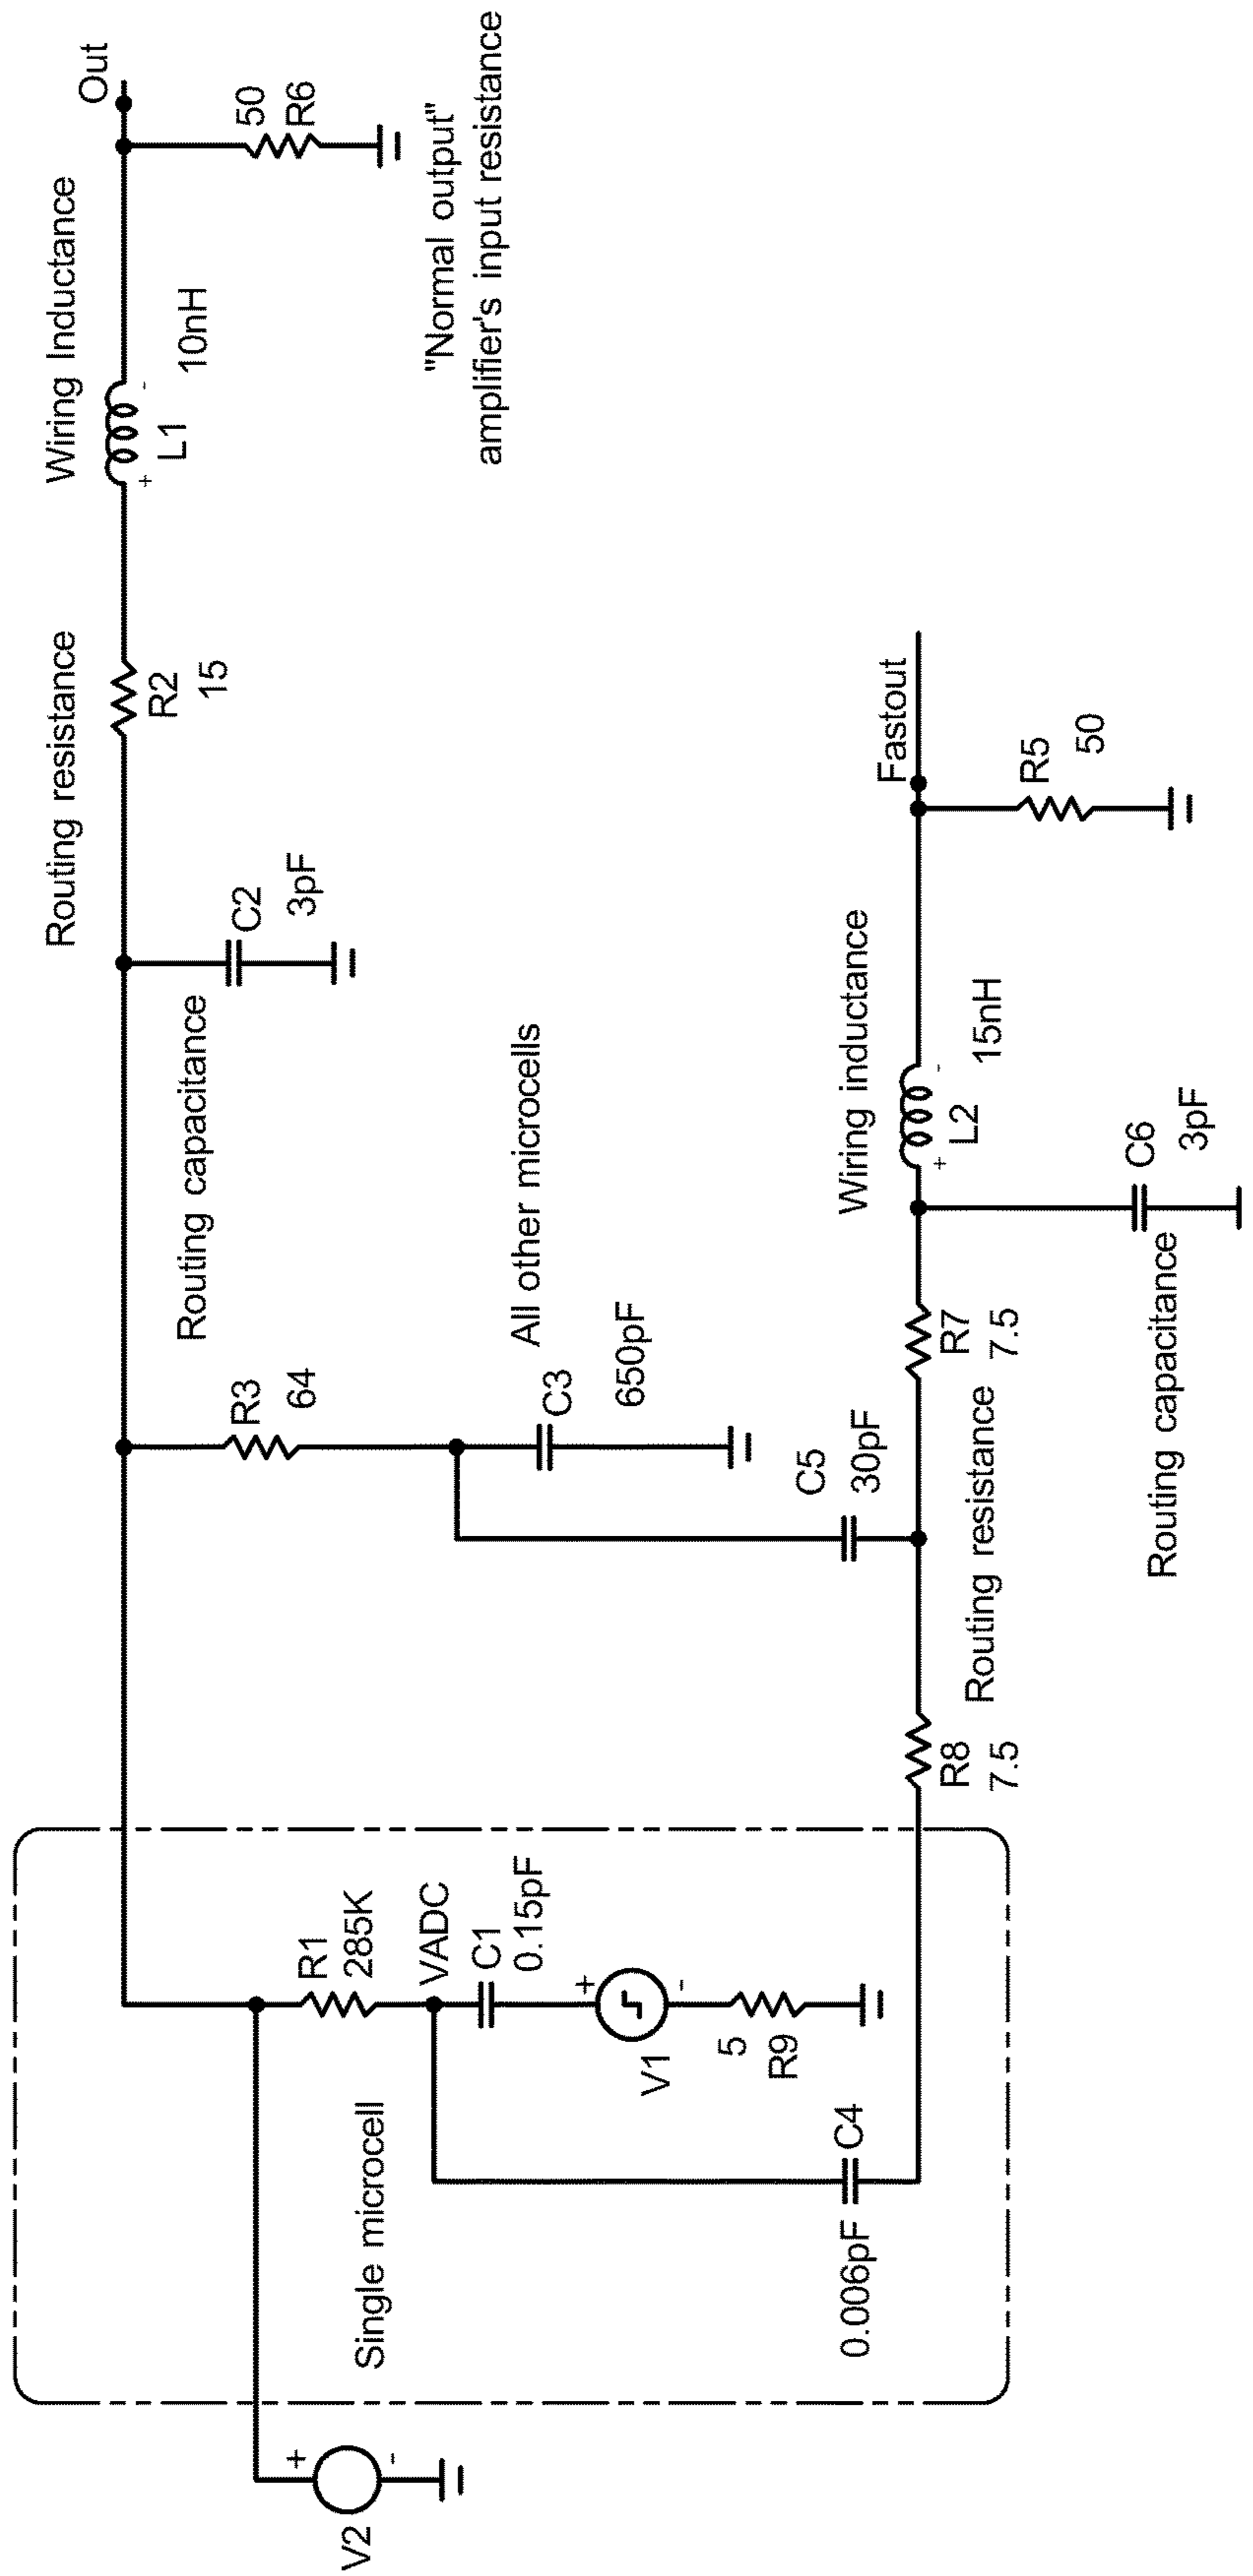 V2
+
-
Single microcell
R1
285K
VADC
C1
0.15pF
+
V1
-
5
R9
C4
0.006pF
R8
7.5
Routing resistance
R3
64
All other microcells
C3
650pF
C5
30pF
R7
7.5
Routing capacitance
C2
3pF
Routing resistance
R2
15
Wiring Inductance
+
-
L1
10nH
Out
50
R6
"Normal output"
amplifier's input resistance
Wiring inductance
+
-
L2
15nH
Routing capacitance
C6
3pF
Fastout
R5
50